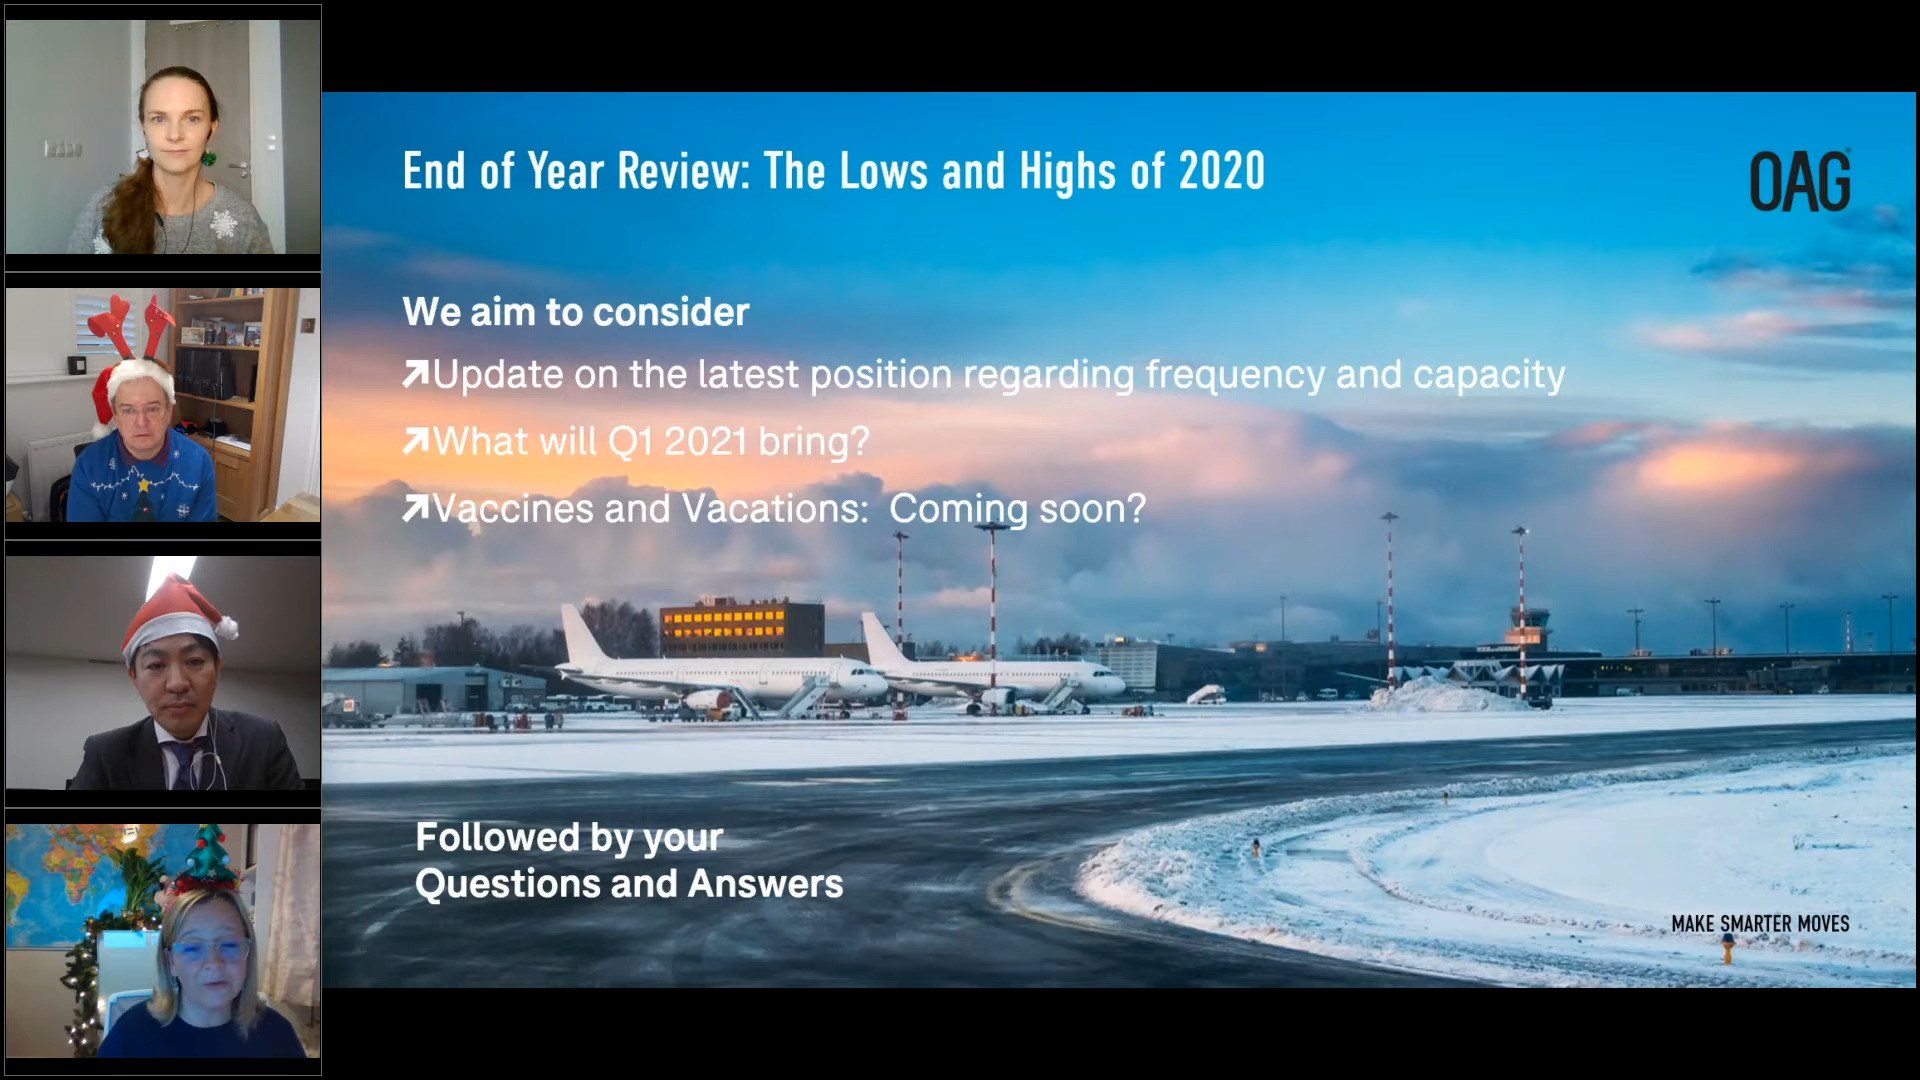 End of Year Review: The Lows and Highs of 2020
OAG
We aim to consider
Update on the latest position regarding frequency and capacity
What will Q1 2021 bring?
Vaccines and Vacations: Coming soon?
Followed by your
Questions and Answers
MAKE SMARTER MOVES